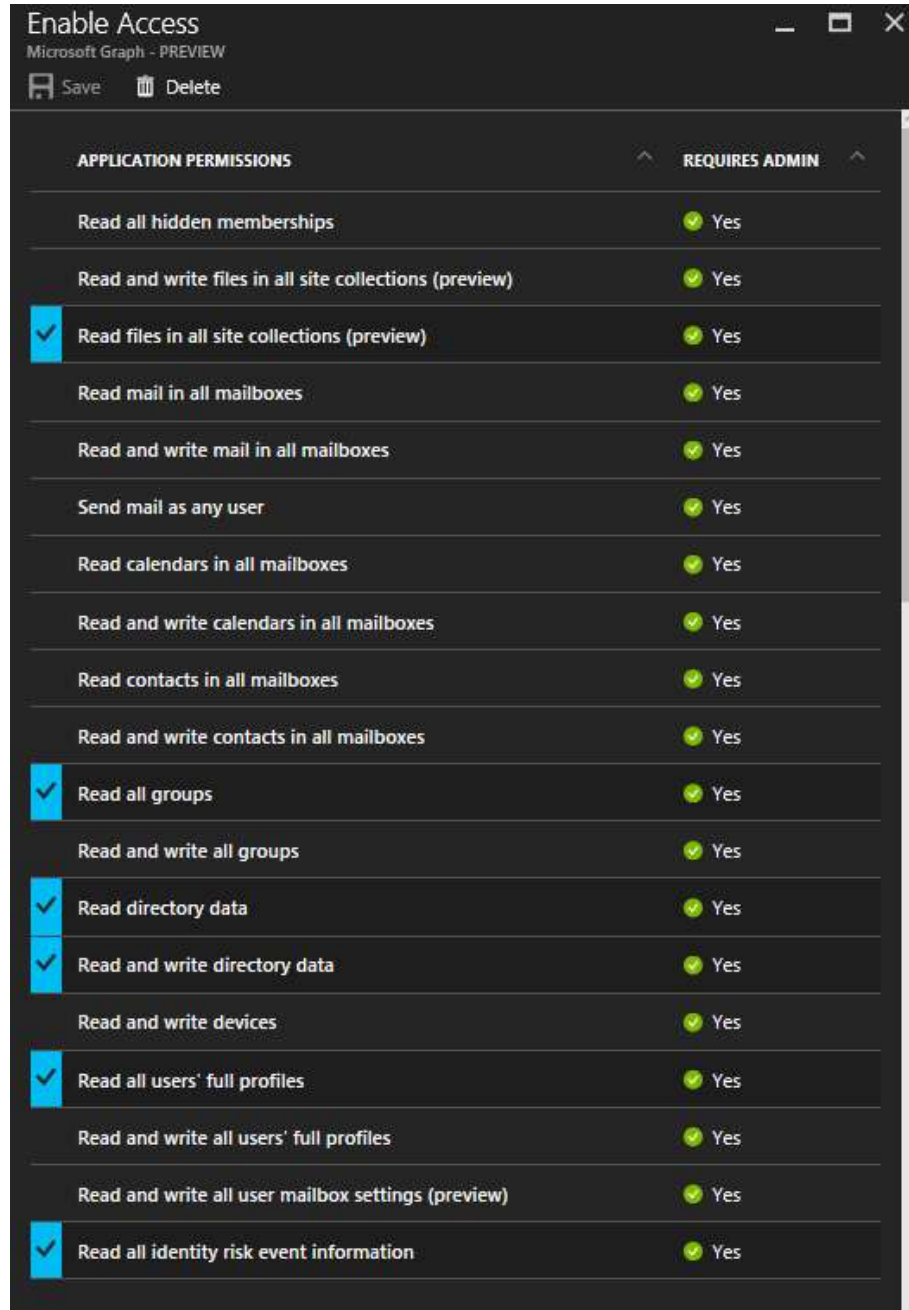 Enable Access
Microsoft Graph - PREVIEW
Save Delete
APPLICATION PERMISSIONS REQUIRES ADMIN
Read all hidden memberships Yes
Read and write files in all site collections (preview) Yes
Read files in all site collections (preview) Yes
Read mail in all mailboxes Yes
Read and write mail in all mailboxes Yes
Send mail as any user Yes
Read calendars in all mailboxes Yes
Read and write calendars in all mailboxes Yes
Read contacts in all mailboxes Yes
Read and write contacts in all mailboxes Yes
Read all groups Yes
Read and write all groups Yes
Read directory data Yes
Read and write directory data Yes
Read and write devices Yes
Read all users' full profiles Yes
Read and write all users' full profiles Yes
Read and write all user mailbox settings (preview) Yes
Read all identity risk event information Yes